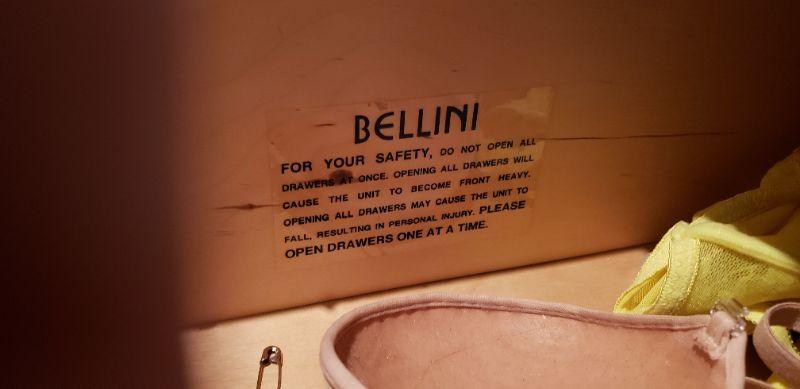 BELLINI
FOR YOUR SAFETY, DO NOT OPEN ALL
DRAWERS AT ONCE. OPENING ALL DRAWERS WILL
CAUSE THE UNIT TO BECOME FRONT HEAVY.
OPENING ALL DRAWERS MAY CAUSE THE UNIT TO
FALL, RESULTING IN PERSONAL INJURY. PLEASE
OPEN DRAWERS ONE AT A TIME.